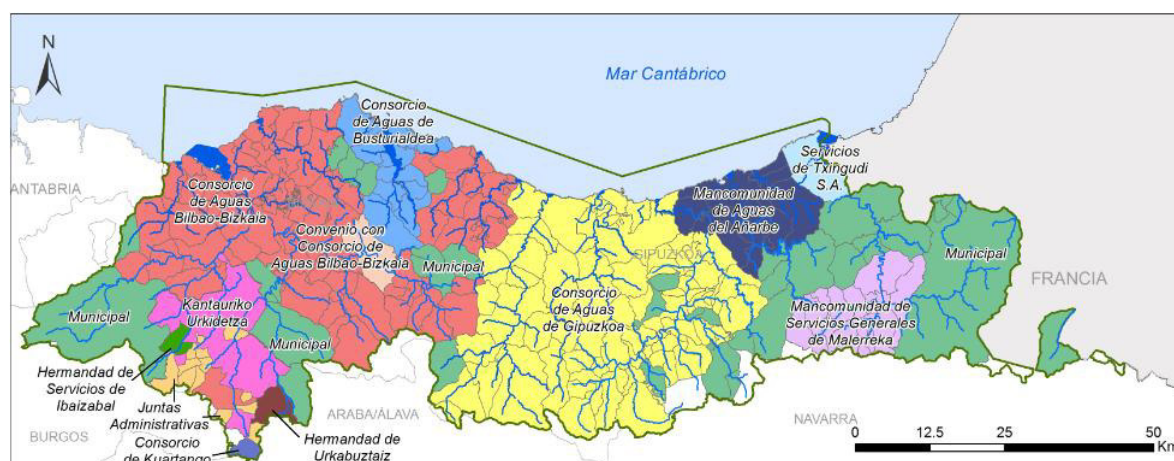 N
Mar Cantábrico
Consorcio
de Aguas de
Busturialdea
Servicios
de Txingudi
S.A.
ANTABRIA
Consorcio
de Aguas
Bilbao-Bizkaia
Mancomunidad
de Aguas
del Añarbe
Convenio con
Consorcio de
Aguas Bilbao-Bizkaia
Municipal
GIPUZKOA
Municipal
FRANCIA
Kantauriko
Urkidetza
Consorcio
de Aguas
de Gipuzkoa
Mancomunidad de
Servicios Generales
de Malerreka
Municipal
Municipal
Hermandad de
Servicios de
Ibaizabal
Juntas
Administrativas
ARABA/ÁLAVA
NAVARRA
BURGOS
Consorcio
de Kuartango
Hermandad de
Urkabuztaiz
0 12.5 25 50
Km